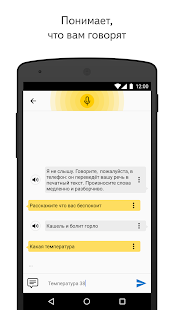 Понимает,
что вам говорят
12:00
Я не слышу. Говорите, пожалуйста, в
телефон: он переведёт вашу речь в
печатный текст. Произносите слова
медленно и разборчиво.
Расскажите что вас беспокоит
Кашель и болит горло
Какая температура
Температура 38